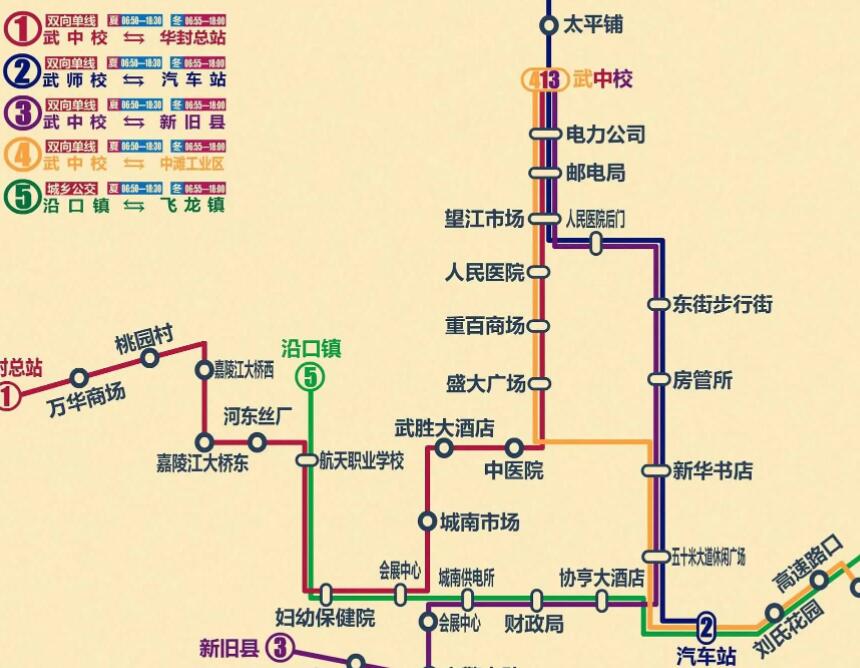 1 双向单线 夏 06:50—18:30 冬 06:55—18:00
武中校 ⇆ 华封总站
2 双向单线 夏 06:50—18:30 冬 06:55—18:00
武师校 ⇆ 汽车站
3 双向单线 夏 06:50—18:30 冬 06:55—18:00
武中校 ⇆ 新旧县
4 双向单线 夏 06:50—18:30 冬 06:55—18:00
武中校 ⇆ 中滩工业区
5 城乡公交 夏 06:50—18:30 冬 06:55—18:00
沿口镇 ⇆ 飞龙镇
太平铺
413 武中校
电力公司
邮电局
望江市场
人民医院后门
人民医院
东街步行街
重百商场
房管所
盛大广场
沿口镇
5
桃园村
嘉陵江大桥西
封总站
1
万华商场
河东丝厂
嘉陵江大桥东
航天职业学校
武胜大酒店
中医院
新华书店
城南市场
五十米大道休闲广场
高速路口
会展中心
城南供电所
协亨大酒店
妇幼保健院
会展中心
财政局
刘氏花园
新旧县 3
2
汽车站